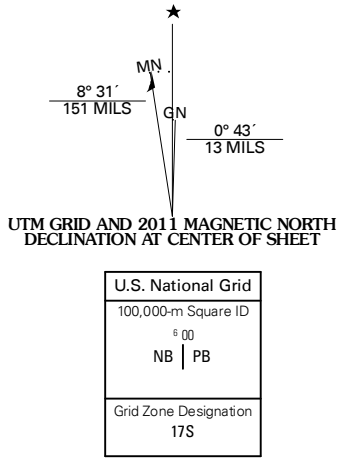 ★
MN
8° 31´
151 MILS
GN
0° 43´
13 MILS
UTM GRID AND 2011 MAGNETIC NORTH
DECLINATION AT CENTER OF SHEET
U.S. National Grid
100,000-m Square ID
6 00
NB | PB
Grid Zone Designation
17S